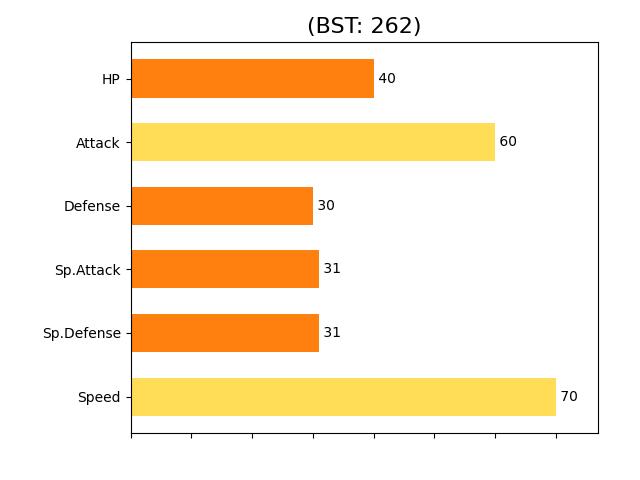 (BST: 262)
HP 40
Attack 60
Defense 30
Sp.Attack 31
Sp.Defense 31
Speed 70